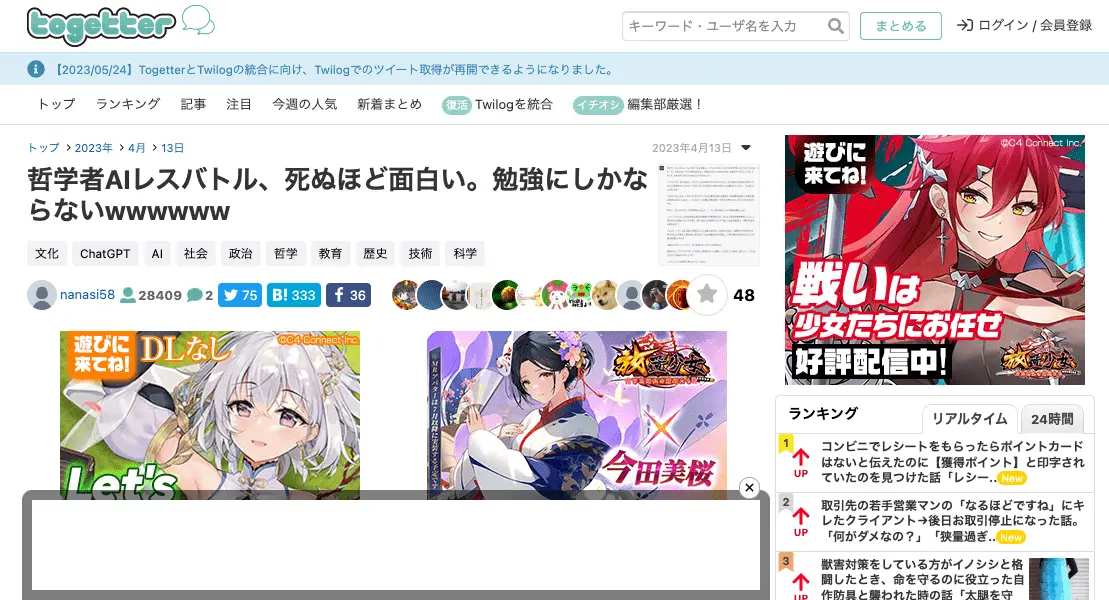 togetter
キーワード・ユーザ名を入力
まとめる
ログイン / 会員登録
【2023/05/24】TogetterとTwilogの統合に向け、Twilogでのツイート取得が再開できるようになりました。
トップ ランキング 記事 注目 今週の人気 新着まとめ 復活 Twilogを統合 イチオシ 編集部厳選！
トップ 2023年 4月 13日
2023年4月13日
哲学者AIレスバトル、死ぬほど面白い。勉強にしかな
らないwwwwww
文化 ChatGPT AI 社会 政治 哲学 教育 歴史 技術 科学
nanasi58 28409 2 75 B! 333 f 36
48
遊びに
来てね!
DLなし
©C4 Connect Inc.
Let's
放置少女
今田美桜
遊びに
来てね!
©C4 Connect Inc.
戦いは
少女たちにお任せ
好評配信中!
放置少女
ランキング
リアルタイム
24時間
1
UP
コンビニでレシートをもらったらポイントカード
はないと伝えたのに【獲得ポイント】と印字され
ていたのを見つけた話「レシー.. New
2
UP
取引先の若手営業マンの「なるほどですね」にキ
レたクライアント→後日お取引停止になった話。
「何がダメなの？」「狭量過ぎ.. New
3
UP
獣害対策をしている方がイノシシと格
闘したとき、命を守るのに役立った自
作防具と襲われた時の話「太腿を守